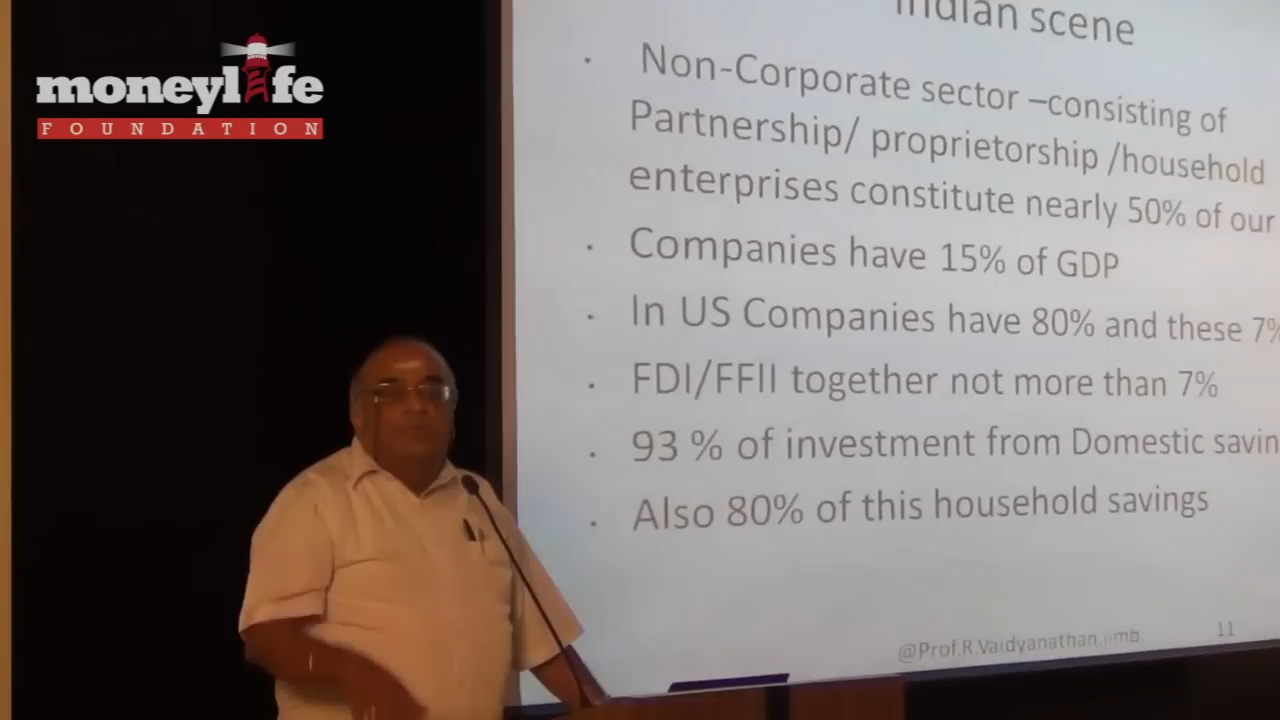 moneylife
FOUNDATION
Indian scene
· Non-Corporate sector –consisting of
Partnership/ proprietorship /household
enterprises constitute nearly 50% of our
· Companies have 15% of GDP
· In US Companies have 80% and these 7%
· FDI/FFII together not more than 7%
· 93 % of investment from Domestic savin
· Also 80% of this household savings
@Prof.R.Vaidyanathan,iimb
11